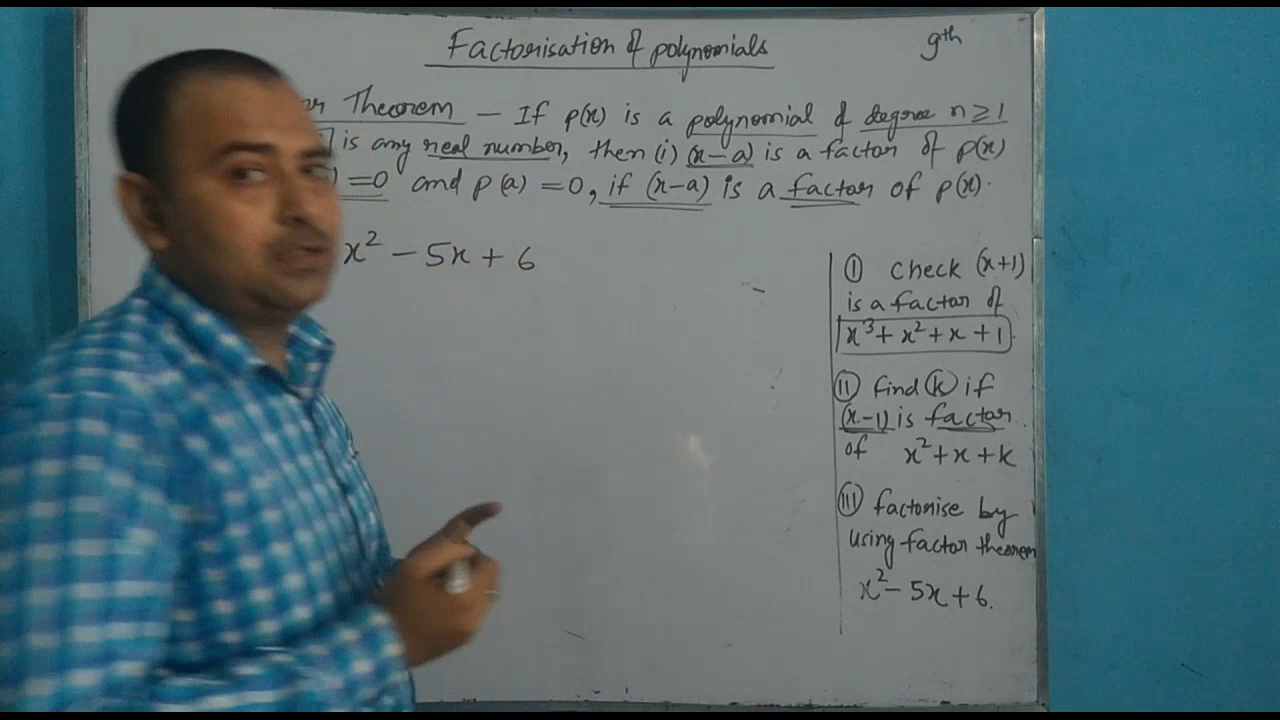 Factorisation of polynomials
9th
Theorem — If p(x) is a polynomial of degree n ≥ 1
is any real number, then (i) (x-a) is a factor of p(x)
=0 and p(a) =0, if (x-a) is a factor of p(x).
x² - 5x + 6
(I) Check (x+1)
is a factor of
x³ + x² + x + 1
(II) find (k) if
(x-1) is factor
of x² + x + k
(III) factorise by
using factor theorem
x² - 5x + 6.